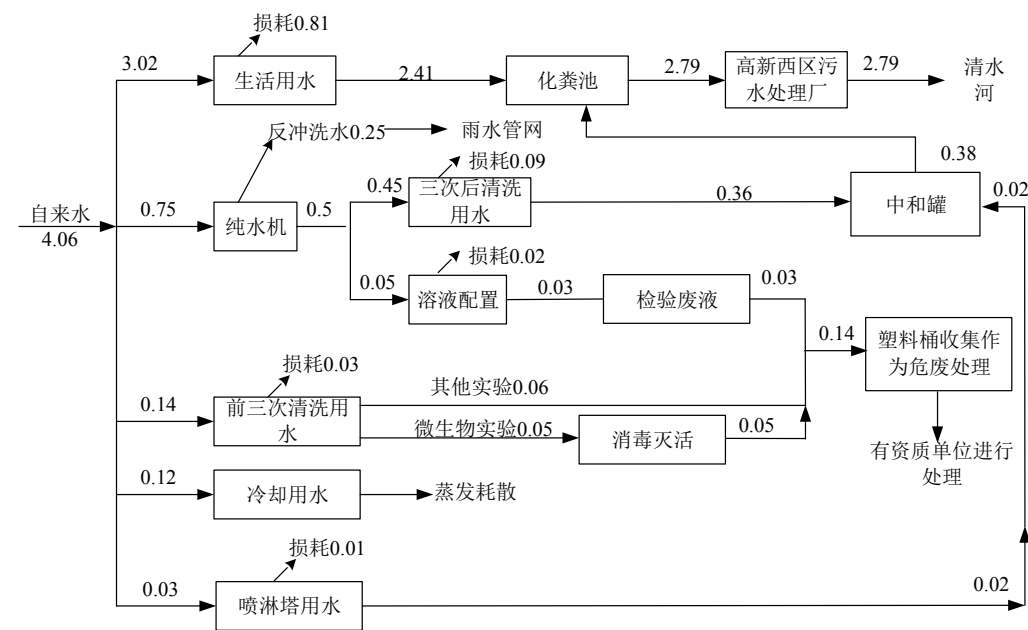 损耗0.81
3.02
生活用水
2.41
化粪池
2.79
高新西区污
水处理厂
2.79
清水
河
反冲洗水0.25
雨水管网
损耗0.09
0.38
0.45
三次后清洗
用水
0.36
中和罐
0.02
自来水
4.06
0.75
纯水机
0.5
损耗0.02
0.05
溶液配置
0.03
检验废液
0.03
0.14
塑料桶收集作
为危废处理
损耗0.03
其他实验0.06
0.14
前三次清洗用
水
微生物实验0.05
消毒灭活
0.05
有资质单位进行
处理
0.12
冷却用水
蒸发耗散
损耗0.01
0.03
喷淋塔用水
0.02